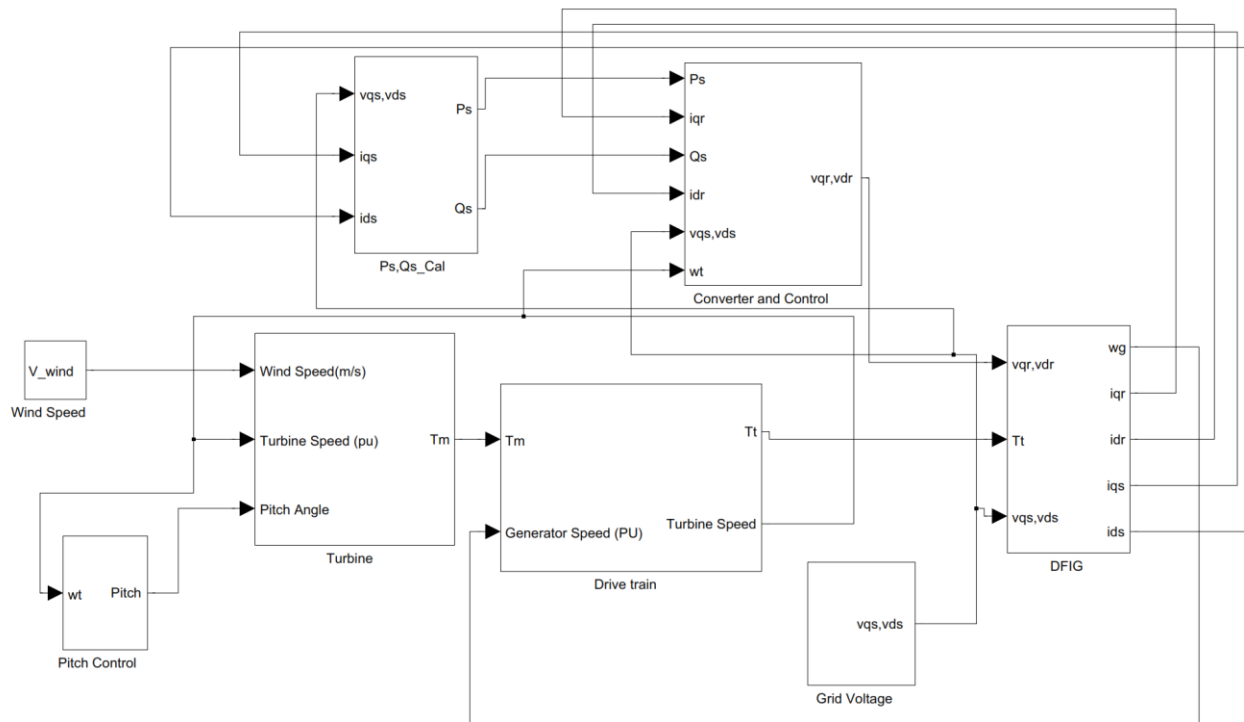 vqs,vds
iqs
ids
Ps
Qs
Ps,Qs_Cal
Ps
iqr
Qs
idr
vqs,vds
wt
vqr,vdr
Converter and Control
V_wind
Wind Speed
Wind Speed(m/s)
Turbine Speed (pu)
Pitch Angle
Tm
Turbine
wt
Pitch
Pitch Control
Tm
Generator Speed (PU)
Tt
Turbine Speed
Drive train
vqs,vds
Grid Voltage
vqr,vdr
Tt
vqs,vds
wg
iqr
idr
iqs
ids
DFIG